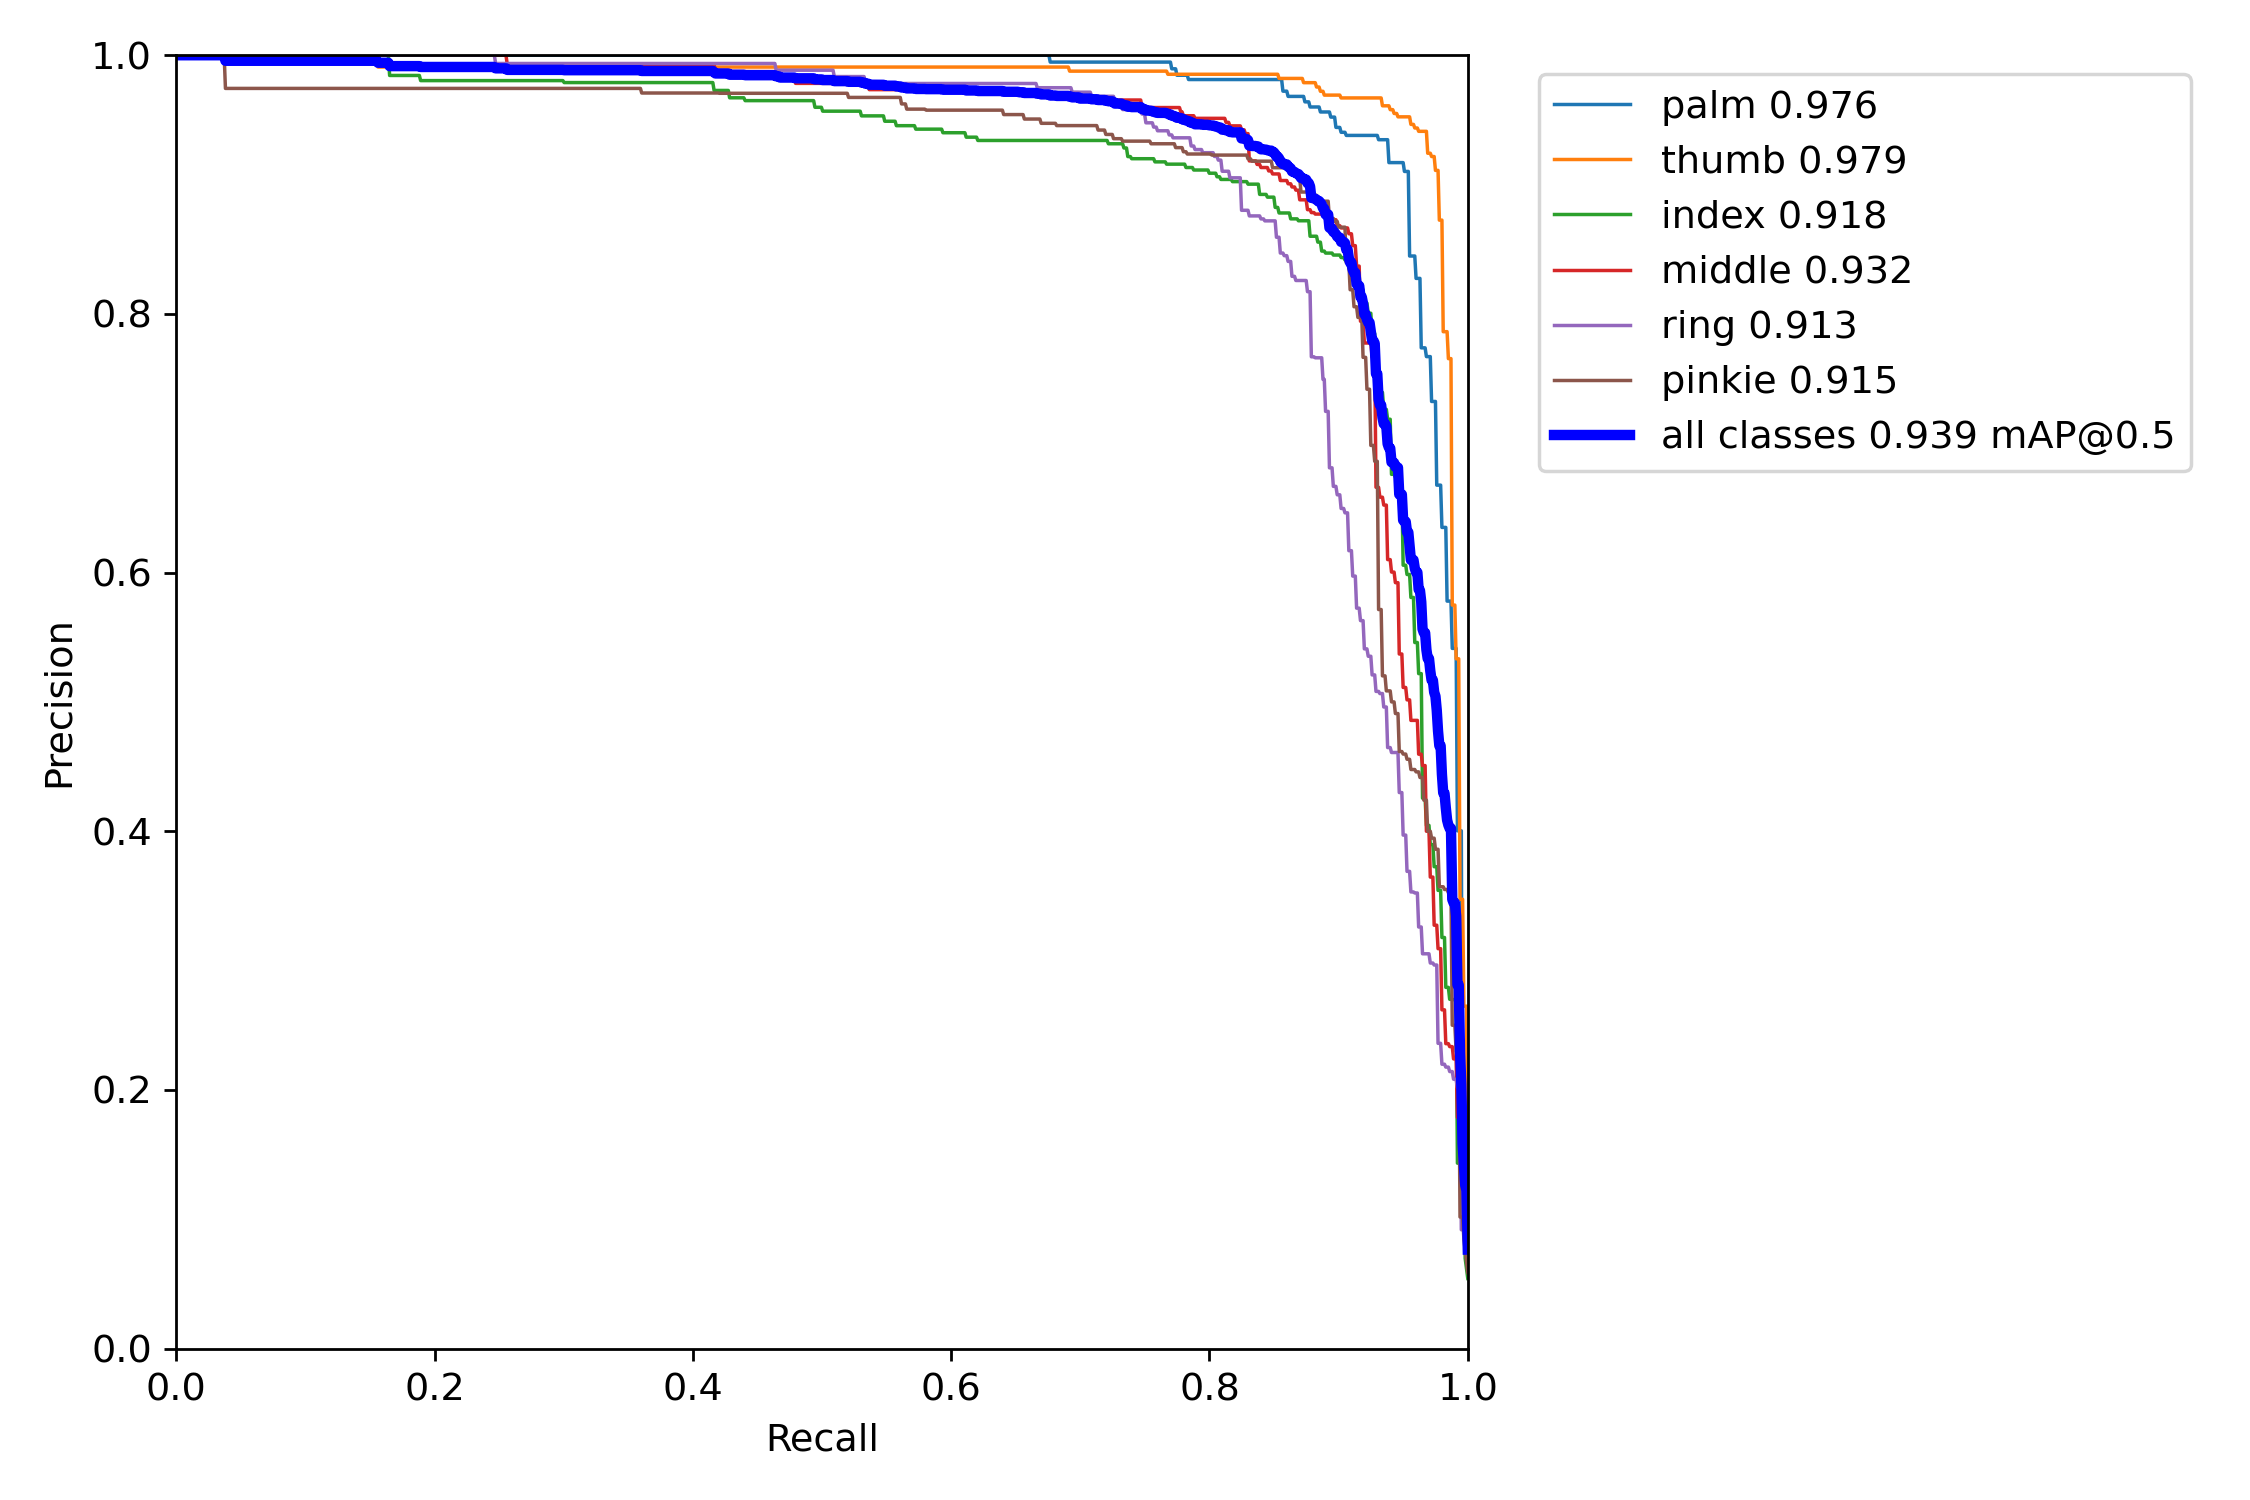 1.0
0.8
0.6
0.4
0.2
0.0
Precision
0.0 0.2 0.4 0.6 0.8 1.0
Recall
palm 0.976
thumb 0.979
index 0.918
middle 0.932
ring 0.913
pinkie 0.915
all classes 0.939 mAP@0.5